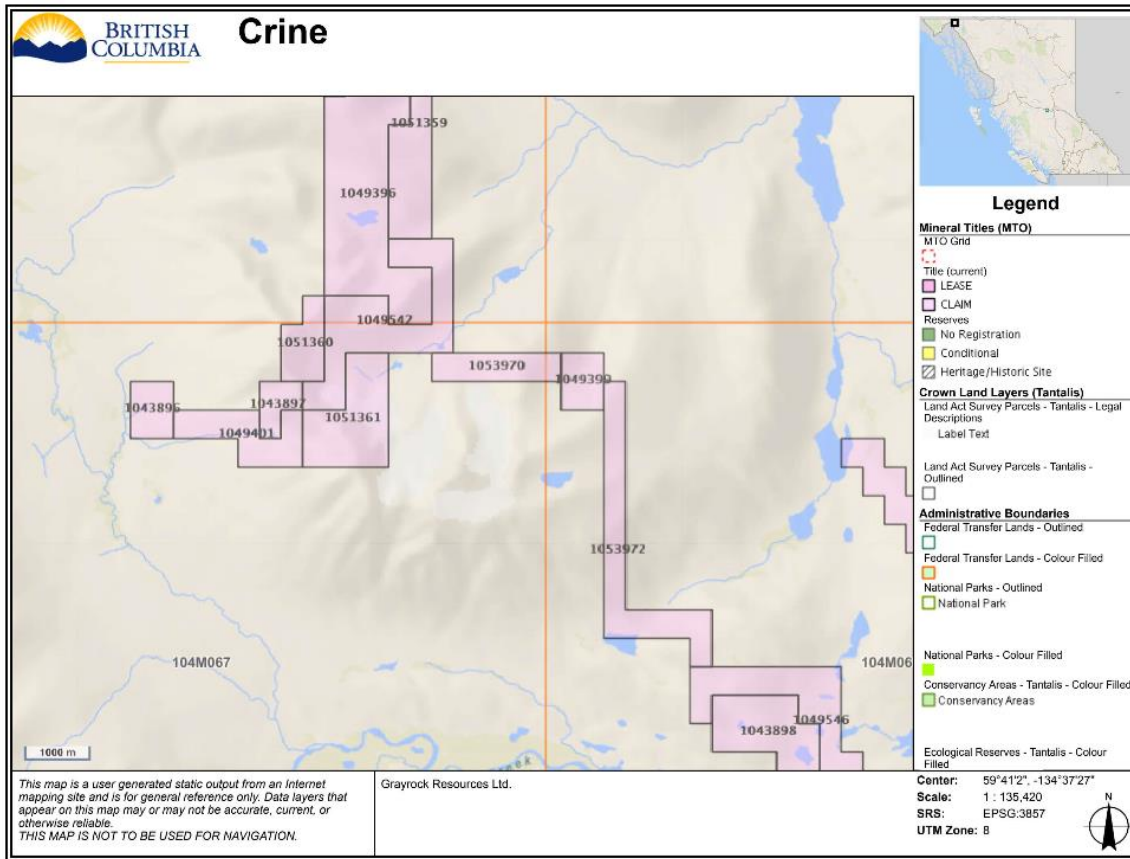 BRITISH
COLUMBIA
Crine
1051359
1049396
1049542
1051360
1053970
1049399
1043896
1043897
1051361
1049401
1053972
104M067
104M06
1049546
1043898
1000 m
Legend
Mineral Titles (MTO)
MTO Grid
Title (current)
LEASE
CLAIM
Reserves
No Registration
Conditional
Heritage/Historic Site
Crown Land Layers (Tantalis)
Land Act Survey Parcels - Tantalis - Legal
Descriptions
Label Text
Land Act Survey Parcels - Tantalis -
Outlined
Administrative Boundaries
Federal Transfer Lands - Outlined
Federal Transfer Lands - Colour Filled
National Parks - Outlined
National Park
National Parks - Colour Filled
Conservancy Areas - Tantalis - Colour Filled
Conservancy Areas
Ecological Reserves - Tantalis - Colour
Filled
This map is a user generated static output from an Internet
mapping site and is for general reference only. Data layers that
appear on this map may or may not be accurate, current, or
otherwise reliable.
THIS MAP IS NOT TO BE USED FOR NAVIGATION.
Grayrock Resources Ltd.
Center: 59°41'2", -134°37'27"
Scale: 1 : 135,420
SRS: EPSG:3857
UTM Zone: 8
N